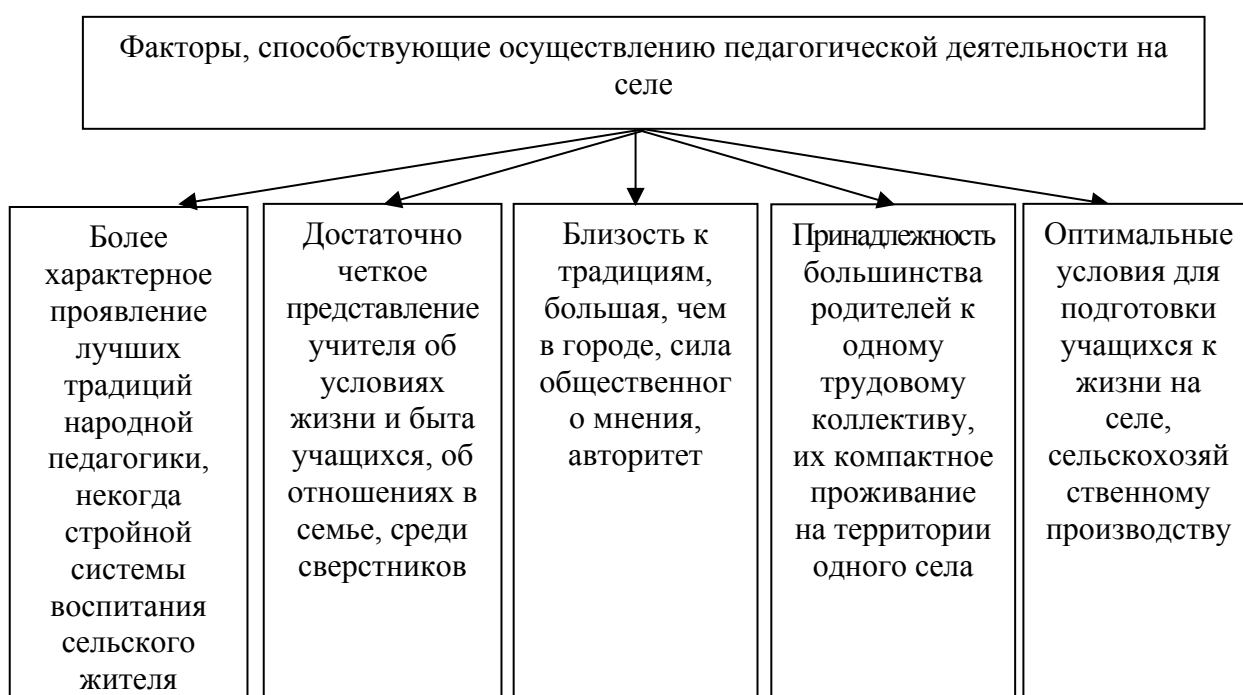 Факторы, способствующие осуществлению педагогической деятельности на
селе
Более
характерное
проявление
лучших
традиций
народной
педагогики,
некогда
стройной
системы
воспитания
сельского
жителя
Достаточно
четкое
представление
учителя об
условиях
жизни и быта
учащихся, об
отношениях в
семье, среди
сверстников
Близость к
традициям,
большая, чем
в городе, сила
общественног
о мнения,
авторитет
Принадлежность
большинства
родителей к
одному
трудовому
коллективу,
их компактное
проживание
на территории
одного села
Оптимальные
условия для
подготовки
учащихся к
жизни на
селе,
сельскохозяй
ственному
производству